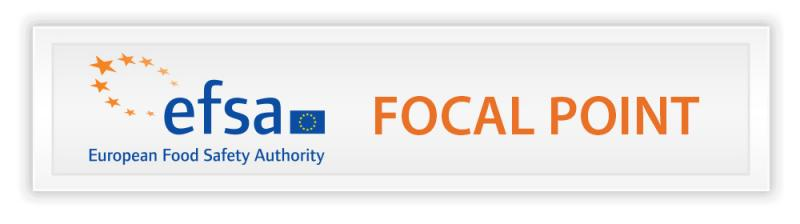 efsa
European Food Safety Authority
FOCAL POINT